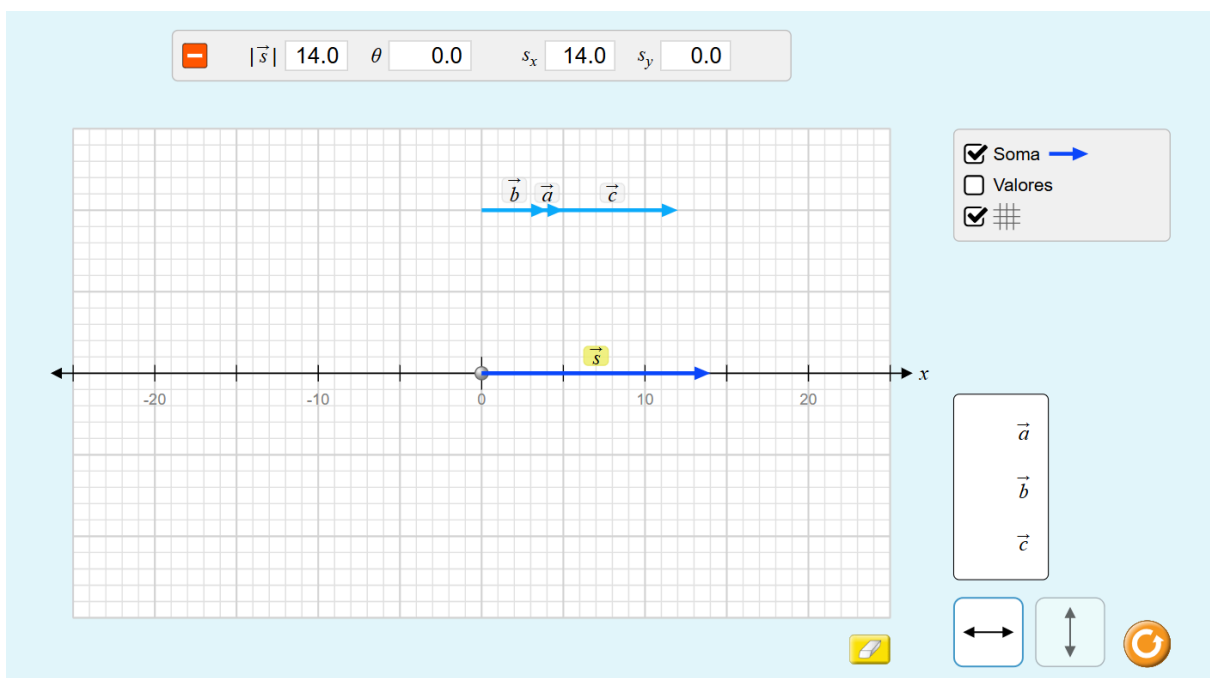 |s⃗| 14.0 θ 0.0 sx 14.0 sy 0.0
Soma
Valores
b⃗ a⃗ c⃗
s⃗
x
-20 -10 0 10 20
a⃗
b⃗
c⃗